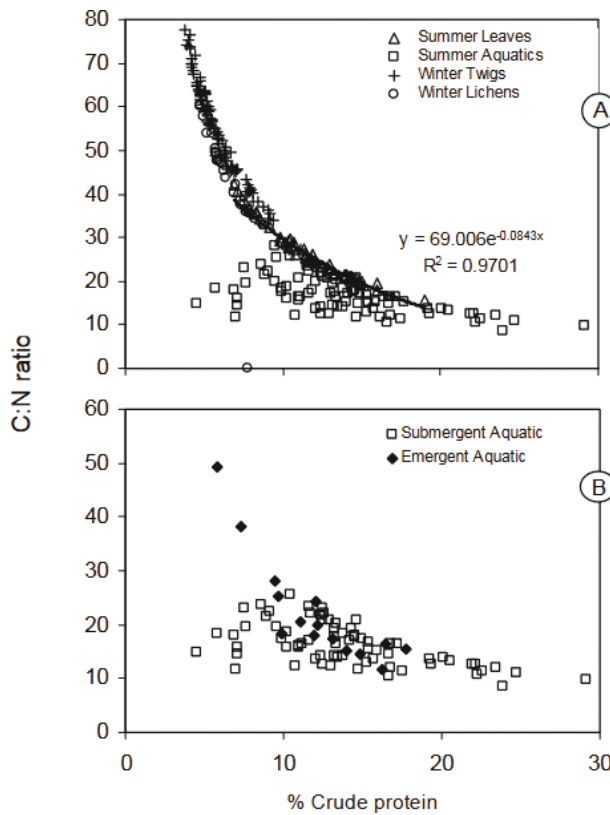 80
70
60
50
40
30
20
10
0
Summer Leaves
Summer Aquatics
Winter Twigs
Winter Lichens
A
y = 69.006e^-0.0843x
R² = 0.9701
C:N ratio
60
50
40
30
20
10
0
Submergent Aquatic
Emergent Aquatic
B
0 10 20 30
% Crude protein